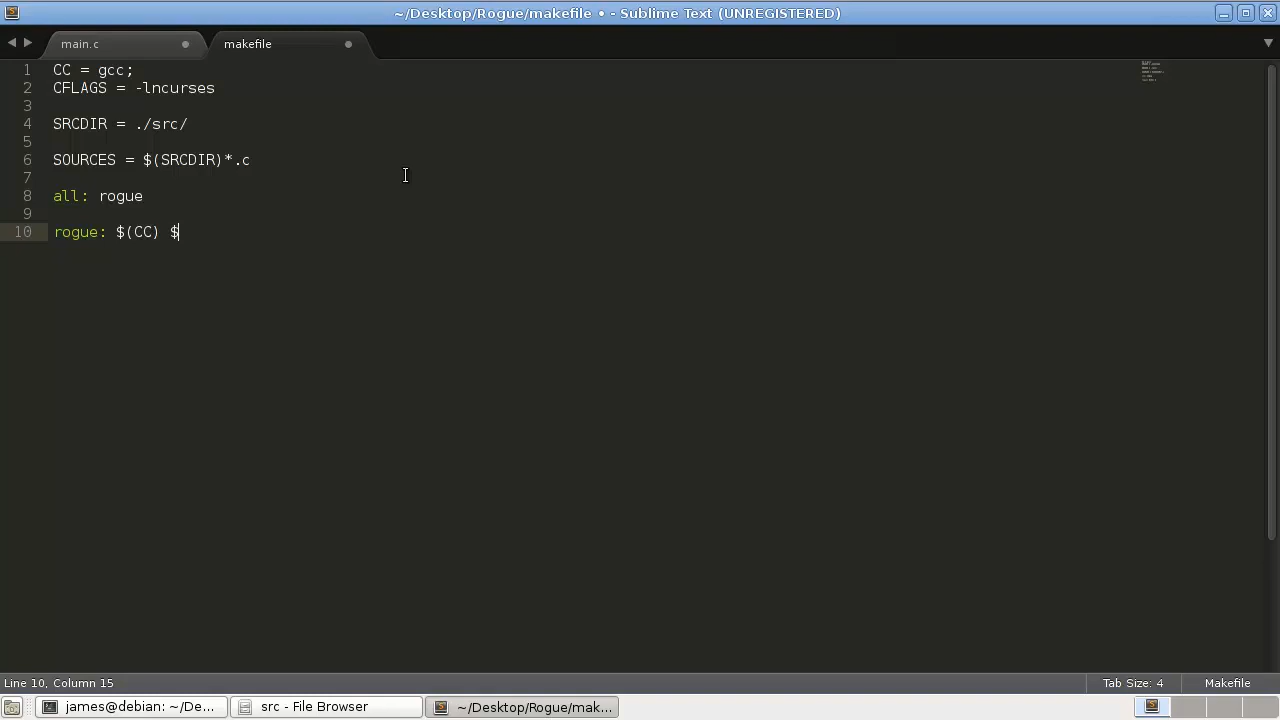 ~/Desktop/Rogue/makefile • - Sublime Text (UNREGISTERED)
main.c
makefile
1 CC = gcc;
2 CFLAGS = -lncurses
3
4 SRCDIR = ./src/
5
6 SOURCES = $(SRCDIR)*.c
7
8 all: rogue
9
10 rogue: $(CC) $
Line 10, Column 15
Tab Size: 4
Makefile
james@debian: ~/De...
src - File Browser
~/Desktop/Rogue/mak...